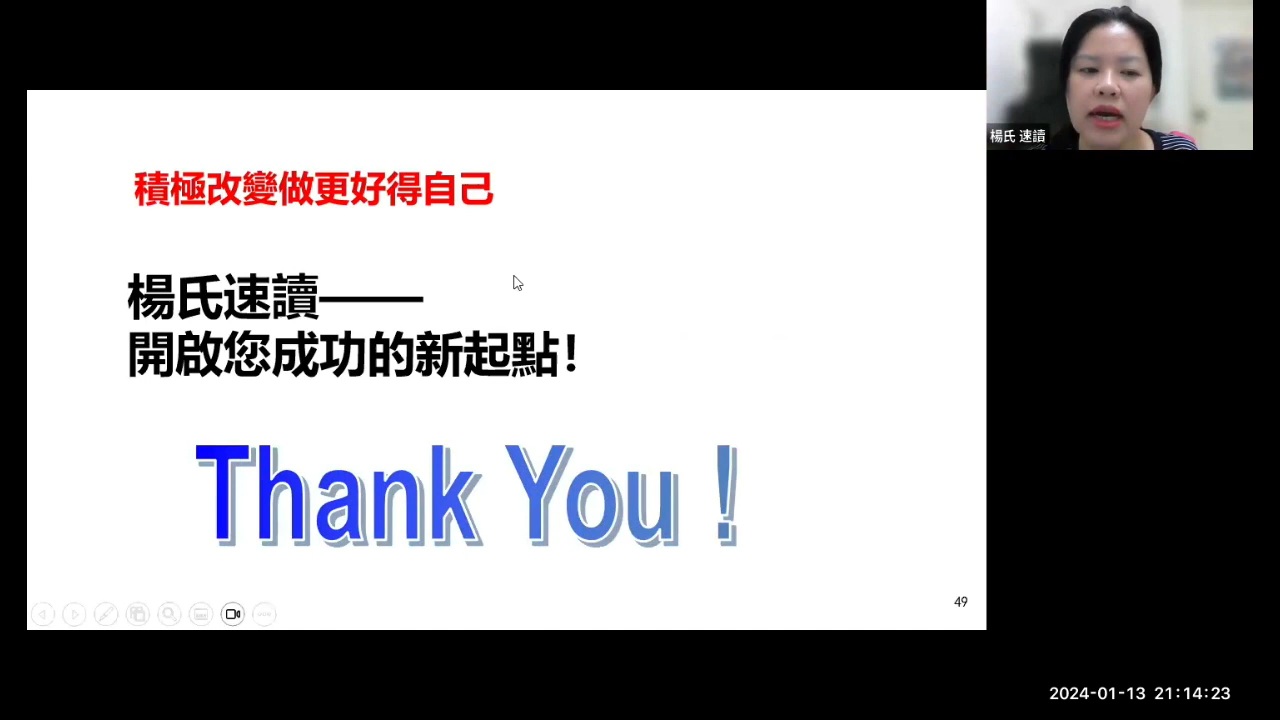 積極改變做更好得自己
楊氏速讀——
開啟您成功的新起點！
Thank You !
49
楊氏 速讀
2024-01-13 21:14:23